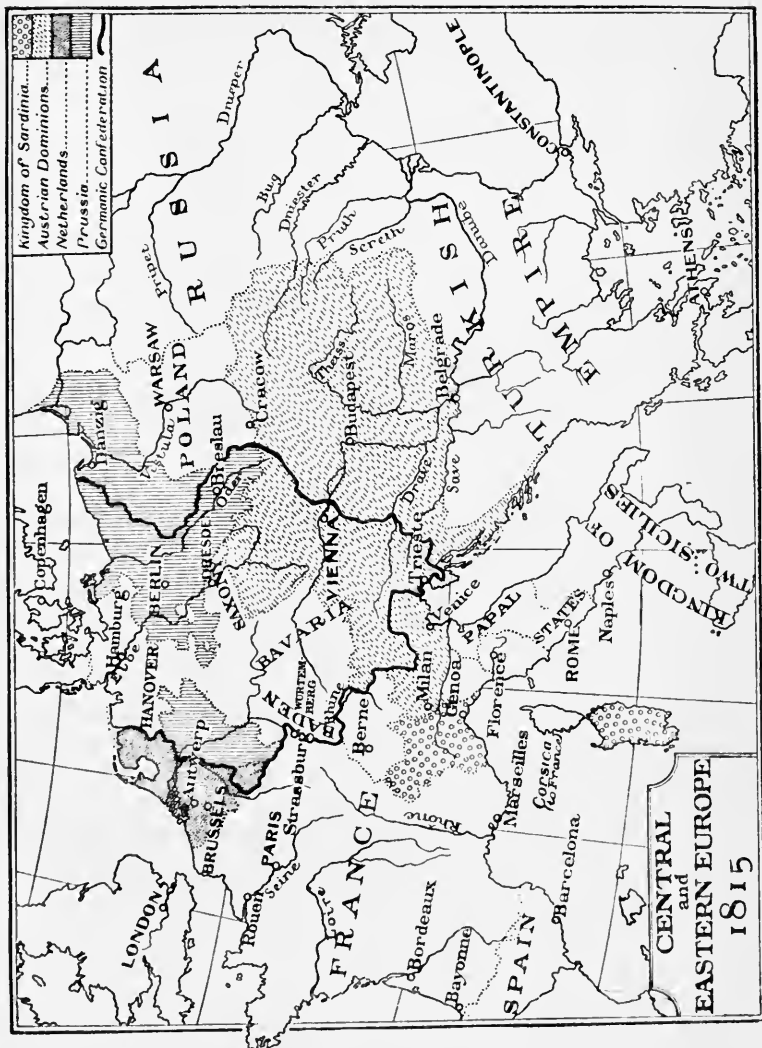 Kingdom of Sardinia
Austrian Dominions
Netherlands
Prussia
Germanic Confederation
RUSSIA
Dnieper
Pripet
Bug
Dniester
Pruth
Sereth
Danube
CONSTANTINOPLE
TURKISH
EMPIRE
ATHENS
Copenhagen
Danzig
WARSAW
POLAND
Vistula
Cracow
Breslau
Oder
Theiss
Budapest
Maros
Belgrade
Drave
Save
Hamburg
Elbe
BERLIN
HANOVER
DRESDEN
SAXONY
VIENNA
BAVARIA
WURTEM
BERG
BADEN
Rhine
Trieste
Venice
Milan
Genoa
Florence
PAPAL
STATES
ROME
Naples
KINGDOM OF
TWO SICILIES
Antwerp
BRUSSELS
Strassburg
Berne
LONDON
PARIS
Rouan
Seine
Loire
FRANCE
Rhone
Marseilles
Corsica
to France
Bordeaux
Bayonne
SPAIN
Barcelona
CENTRAL
and
EASTERN EUROPE
1815